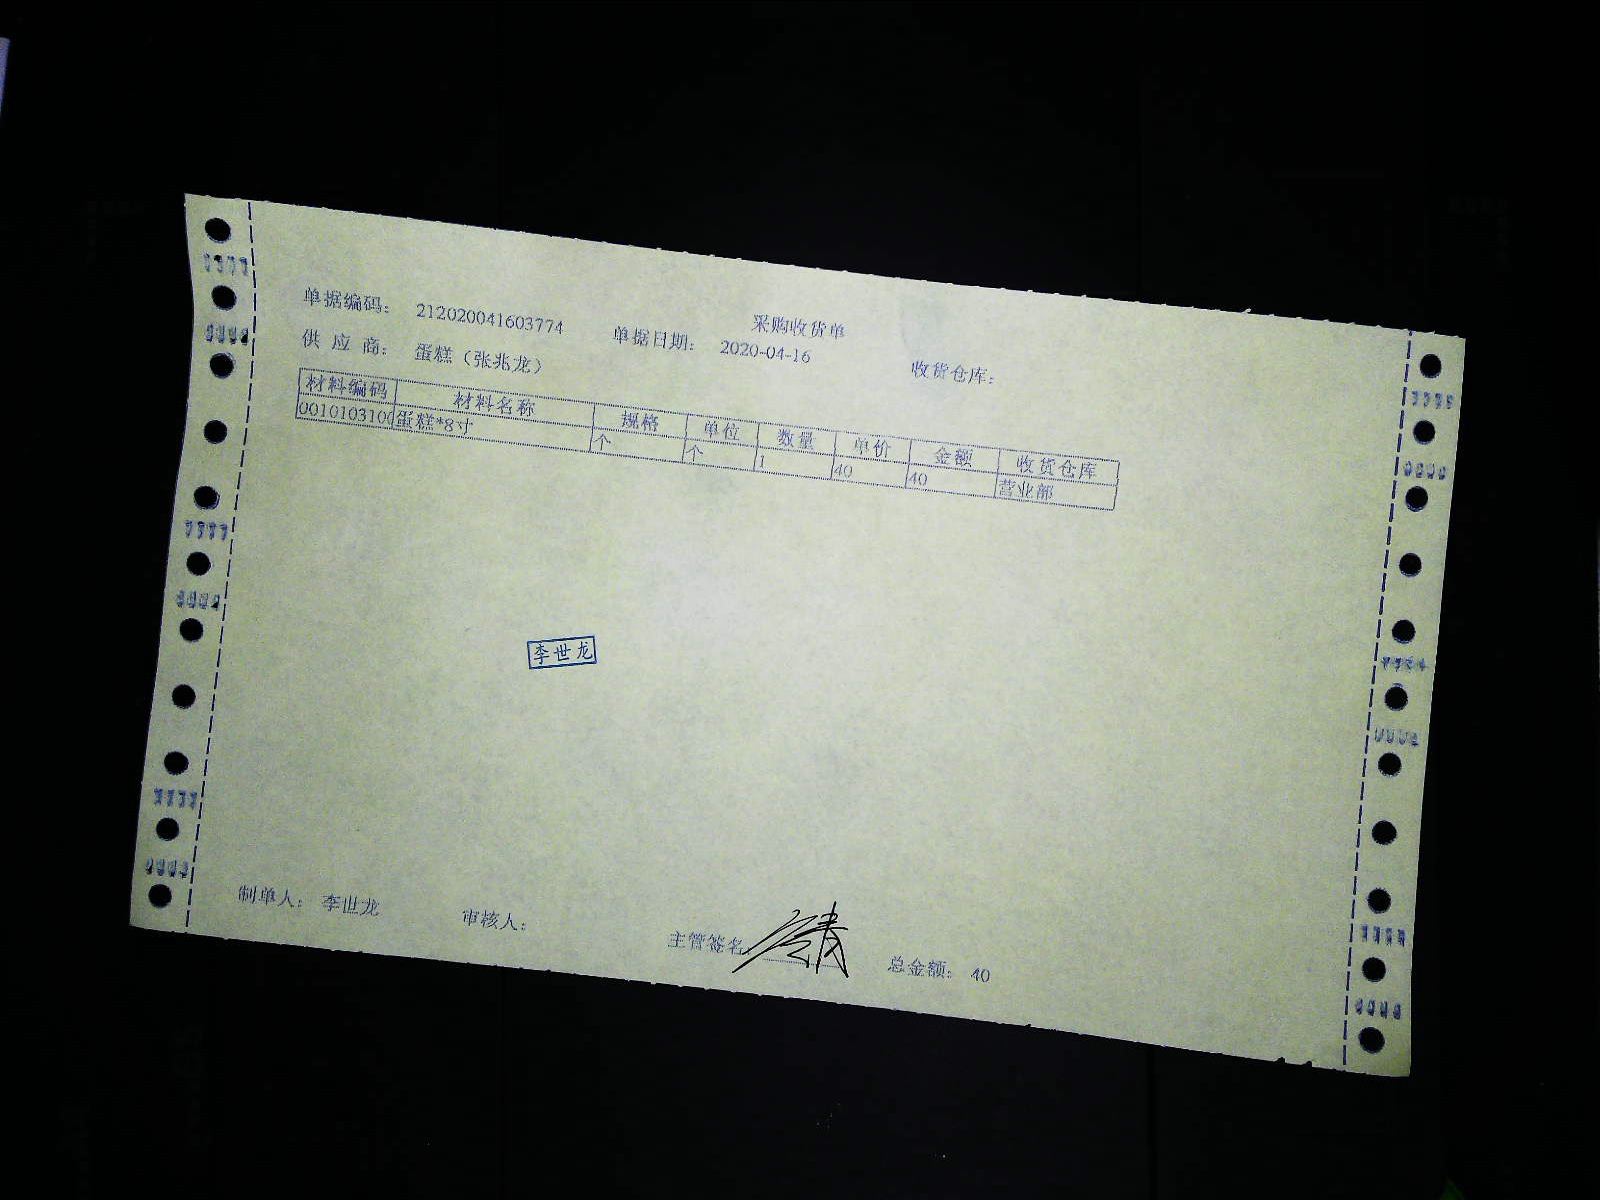 采购收货单
单据编码： 212020041603774 单据日期： 2020-04-16 收货仓库：
供 应 商： 蛋糕（张兆龙）
材料编码 材料名称 规格 单位 数量 单价 金额 收货仓库
0010103100 蛋糕*8寸 个 个 1 40 40 营业部
李世龙
制单人： 李世龙 审核人： 主管签名 总金额： 40